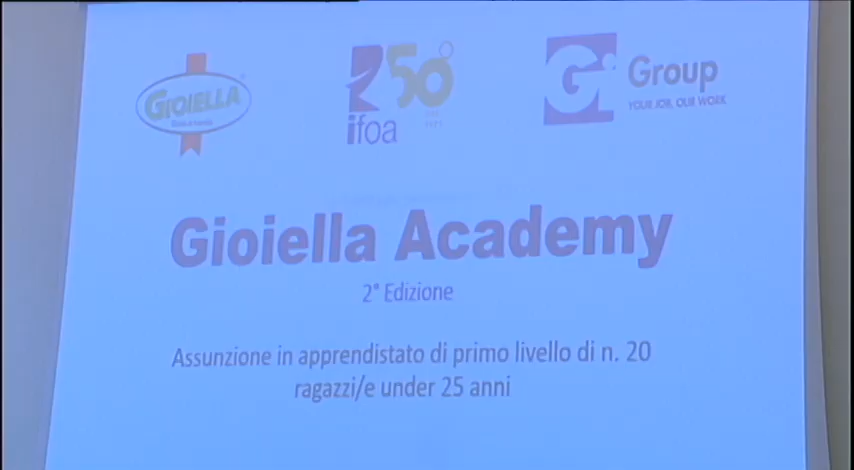 GIOIELLA
50°
ifoa
Gi Group
YOUR JOB, OUR WORK
Gioiella Academy
2° Edizione
Assunzione in apprendistato di primo livello di n. 20
ragazzi/e under 25 anni